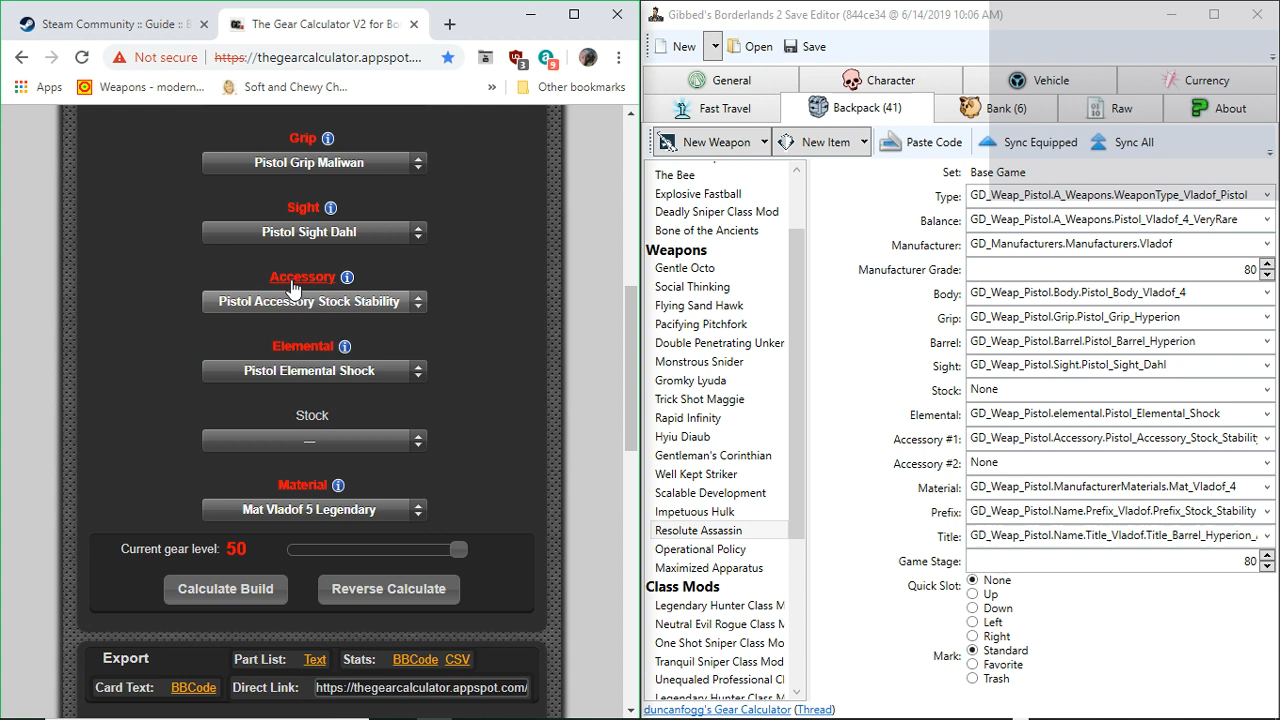 Steam Community :: Guide :: B
The Gear Calculator V2 for Bo
Not secure
https://thegearcalculator.appspot....
3
9
Apps
Weapons - modern...
Soft and Chewy Ch...
»
Other bookmarks
Grip
Pistol Grip Maliwan
Sight
Pistol Sight Dahl
Accessory
Pistol Accessory Stock Stability
Elemental
Pistol Elemental Shock
Stock
—
Material
Mat Vladof 5 Legendary
Current gear level: 50
Calculate Build
Reverse Calculate
Export
Part List: Text
Stats: BBCode CSV
Card Text: BBCode
Direct Link: https://thegearcalculator.appspot.com/
Gibbed's Borderlands 2 Save Editor (844ce34 @ 6/14/2019 10:06 AM)
New
Open
Save
General
Character
Vehicle
Currency
Fast Travel
Backpack (41)
Bank (6)
Raw
About
New Weapon
New Item
Paste Code
Sync Equipped
Sync All
The Bee
Explosive Fastball
Deadly Sniper Class Mod
Bone of the Ancients
Weapons
Gentle Octo
Social Thinking
Flying Sand Hawk
Pacifying Pitchfork
Double Penetrating Unker
Monstrous Snider
Gromky Lyuda
Trick Shot Maggie
Rapid Infinity
Hyiu Daub
Gentleman's Corinthian
Well Kept Striker
Scalable Development
Impetuous Hulk
Resolute Assassin
Operational Policy
Maximized Apparatus
Class Mods
Legendary Hunter Class M
Neutral Evil Rogue Class M
One Shot Sniper Class Mo
Tranquil Sniper Class Mod
Unequaled Professional C
Legendary Hunter Class M
Set: Base Game
Type: GD_Weap_Pistol.A_Weapons.WeaponType_Vladof_Pistol
Balance: GD_Weap_Pistol.A_Weapons.Pistol_Vladof_4_VeryRare
Manufacturer: GD_Manufacturers.Manufacturers.Vladof
Manufacturer Grade: 80
Body: GD_Weap_Pistol.Body.Pistol_Body_Vladof_4
Grip: GD_Weap_Pistol.Grip.Pistol_Grip_Hyperion
Barrel: GD_Weap_Pistol.Barrel.Pistol_Barrel_Hyperion
Sight: GD_Weap_Pistol.Sight.Pistol_Sight_Dahl
Stock: None
Elemental: GD_Weap_Pistol.elemental.Pistol_Elemental_Shock
Accessory #1: GD_Weap_Pistol.Accessory.Pistol_Accessory_Stock_Stabilit
Accessory #2: None
Material: GD_Weap_Pistol.ManufacturerMaterials.Mat_Vladof_4
Prefix: GD_Weap_Pistol.Name.Prefix_Vladof.Prefix_Stock_Stability
Title: GD_Weap_Pistol.Name.Title_Vladof.Title_Barrel_Hyperion_
Game Stage: 80
Quick Slot: None
Up
Down
Left
Right
Mark: Standard
Favorite
Trash
duncanfogg's Gear Calculator (Thread)